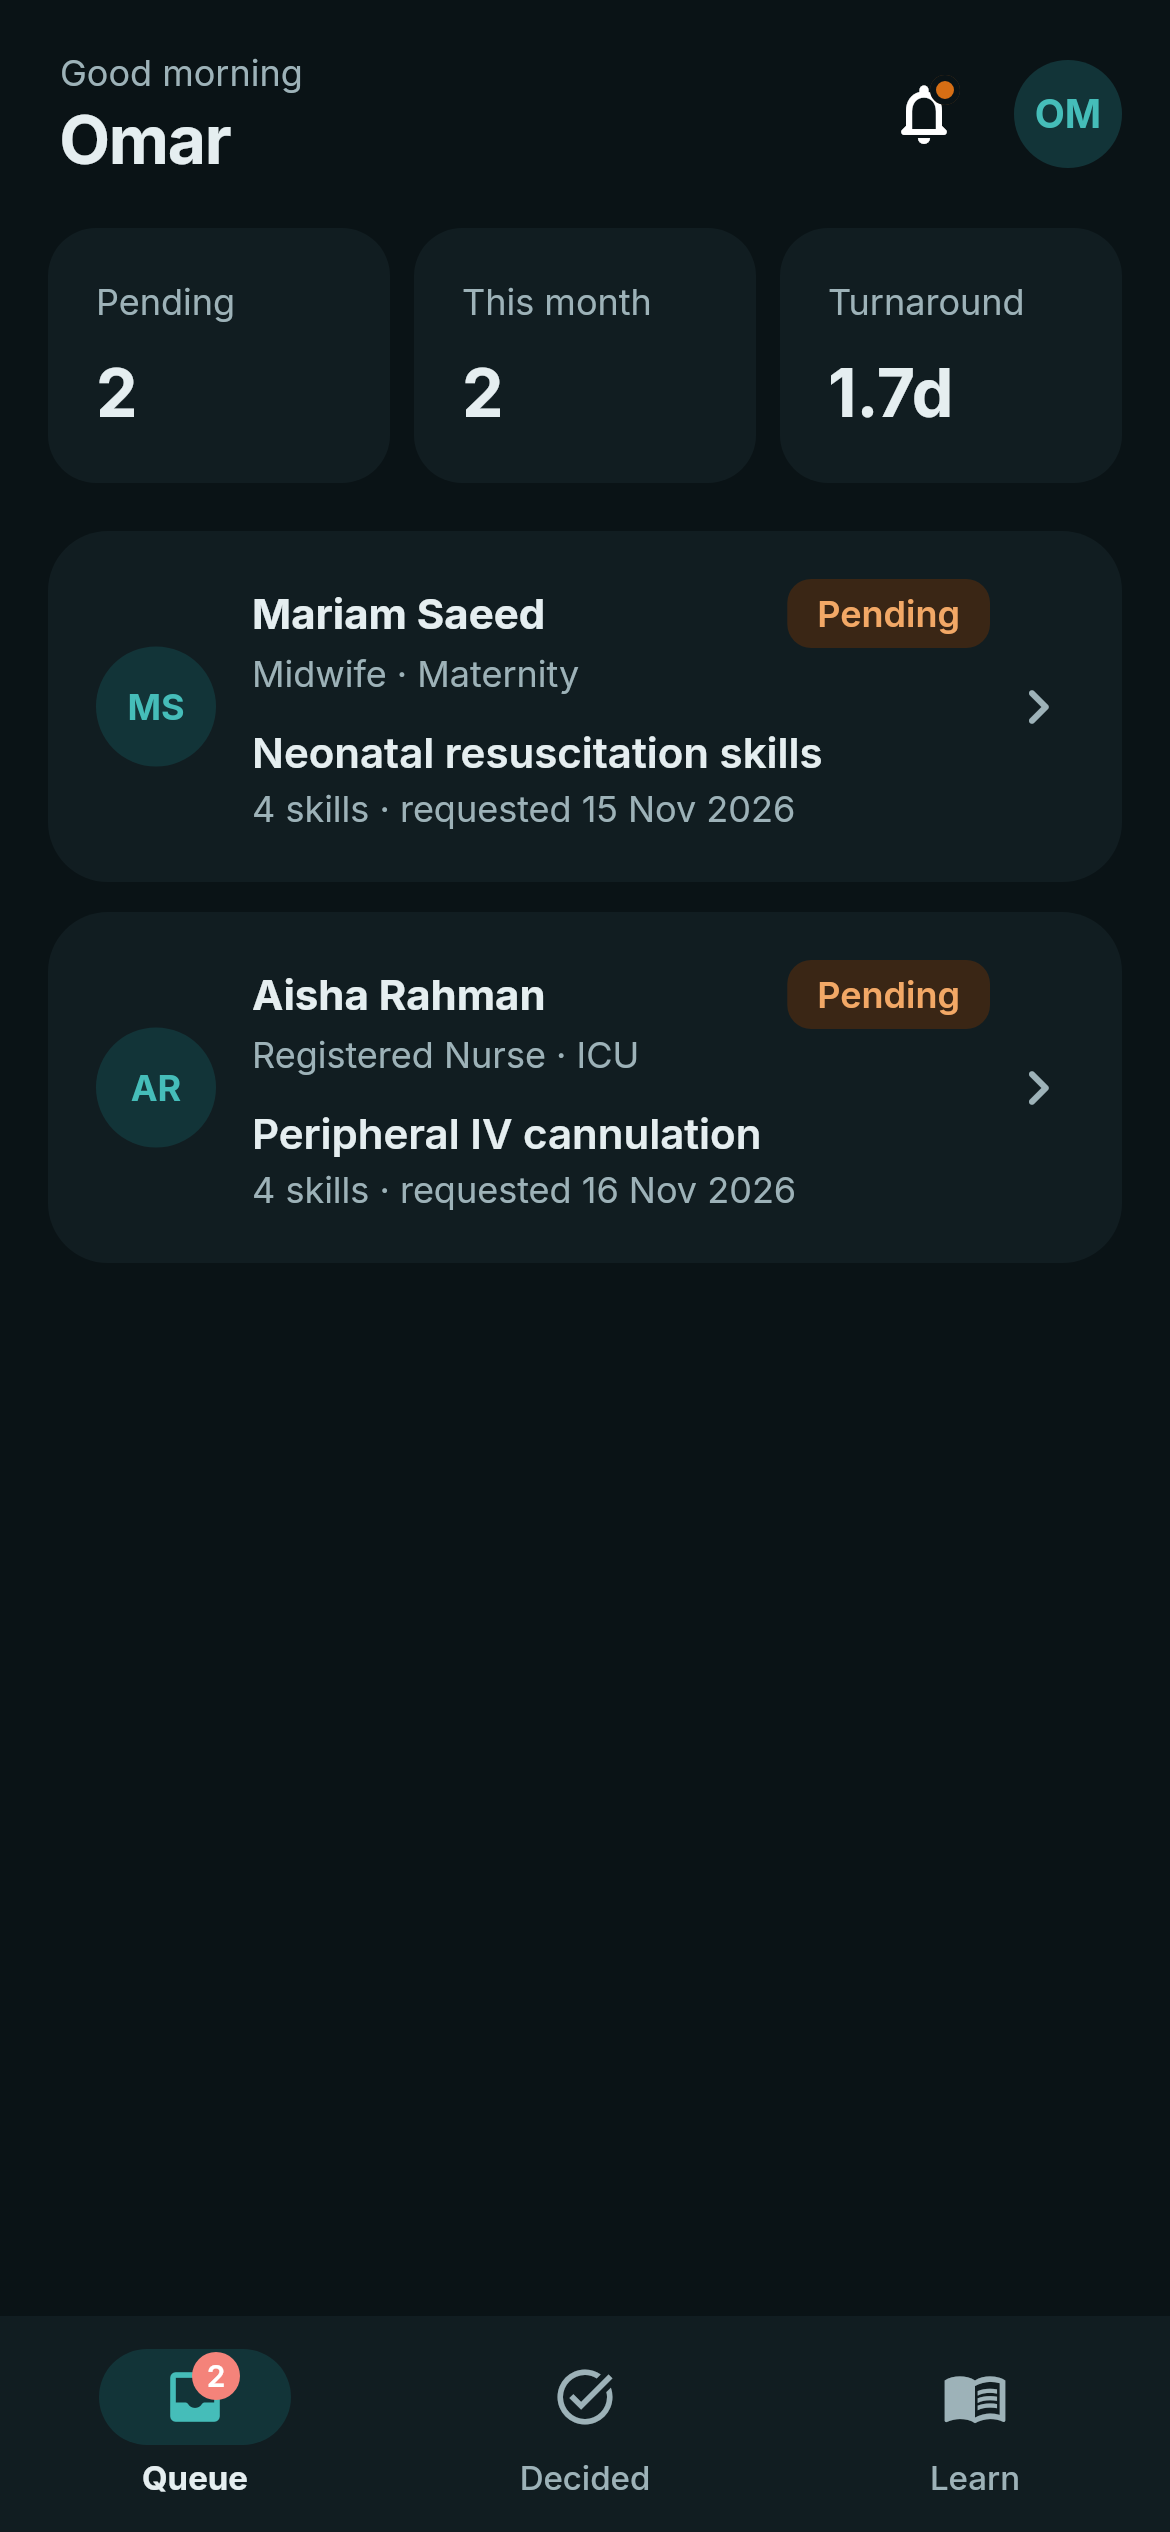 Good morning
Omar
OM
Pending
2
This month
2
Turnaround
1.7d
Mariam Saeed
Pending
Midwife · Maternity
MS
Neonatal resuscitation skills
4 skills · requested 15 Nov 2026
Aisha Rahman
Pending
Registered Nurse · ICU
AR
Peripheral IV cannulation
4 skills · requested 16 Nov 2026
2
Queue
Decided
Learn